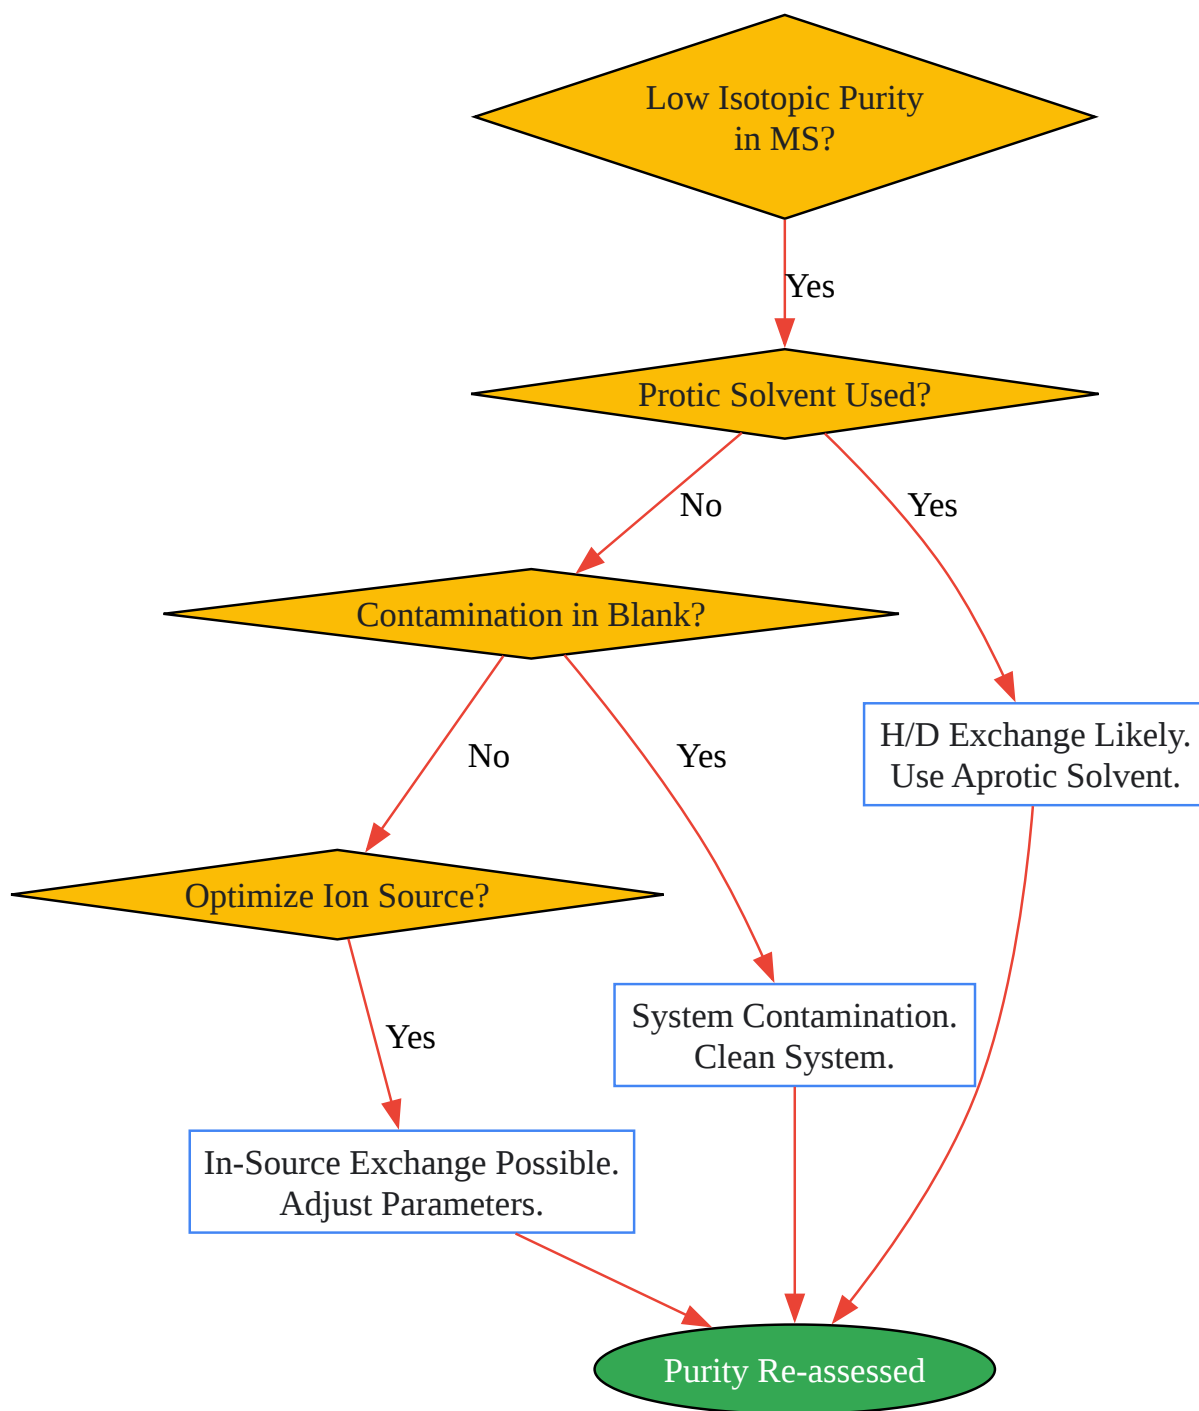 Low Isotopic Purity
in MS?
Yes
Protic Solvent Used?
No
Yes
Contamination in Blank?
H/D Exchange Likely.
Use Aprotic Solvent.
No
Yes
Optimize Ion Source?
System Contamination.
Clean System.
Yes
In-Source Exchange Possible.
Adjust Parameters.
Purity Re-assessed